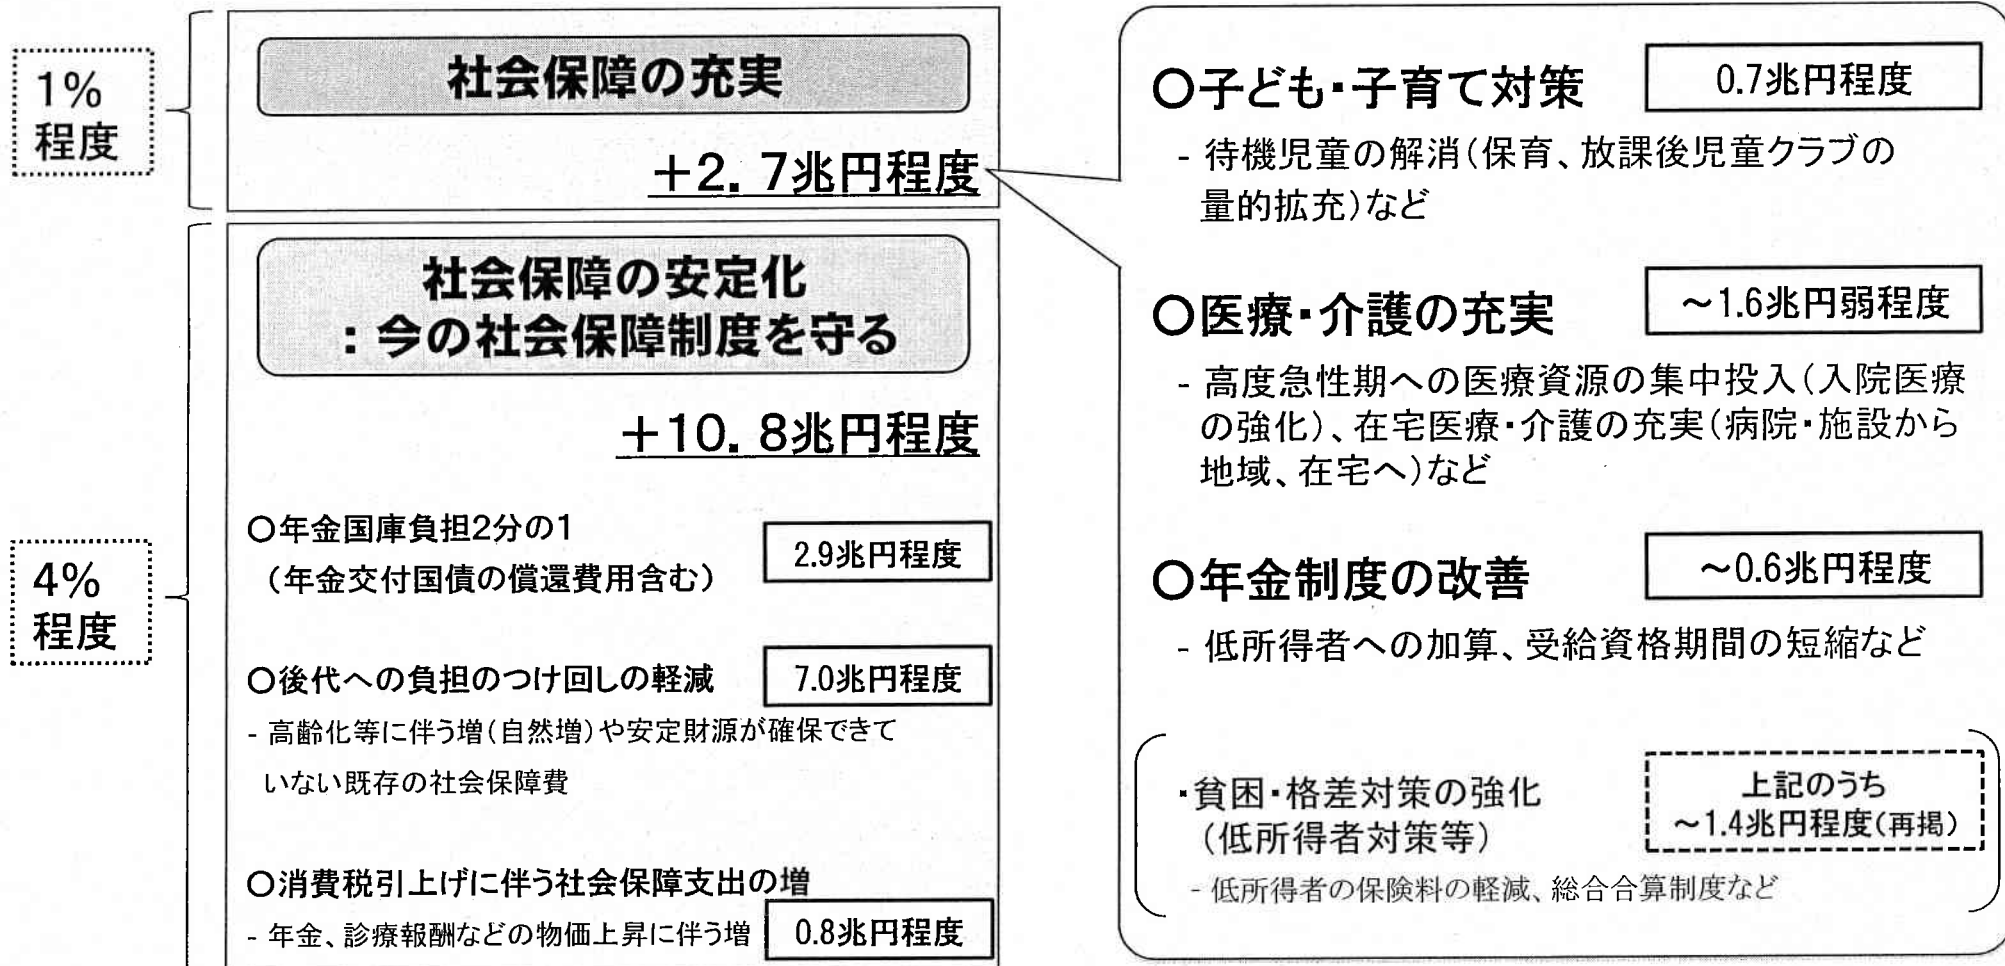 1%
程度
社会保障の充実
+2.7兆円程度
4%
程度
社会保障の安定化
:今の社会保障制度を守る
+10.8兆円程度
○年金国庫負担2分の1
(年金交付国債の償還費用含む)
2.9兆円程度
○後代への負担のつけ回しの軽減
7.0兆円程度
- 高齢化等に伴う増(自然増)や安定財源が確保できて
いない既存の社会保障費
○消費税引上げに伴う社会保障支出の増
- 年金、診療報酬などの物価上昇に伴う増
0.8兆円程度
○子ども・子育て対策
0.7兆円程度
- 待機児童の解消(保育、放課後児童クラブの
量的拡充)など
○医療・介護の充実
~1.6兆円弱程度
- 高度急性期への医療資源の集中投入(入院医療
の強化)、在宅医療・介護の充実(病院・施設から
地域、在宅へ)など
○年金制度の改善
~0.6兆円程度
- 低所得者への加算、受給資格期間の短縮など
・貧困・格差対策の強化
(低所得者対策等)
上記のうち
~1.4兆円程度(再掲)
- 低所得者の保険料の軽減、総合合算制度など